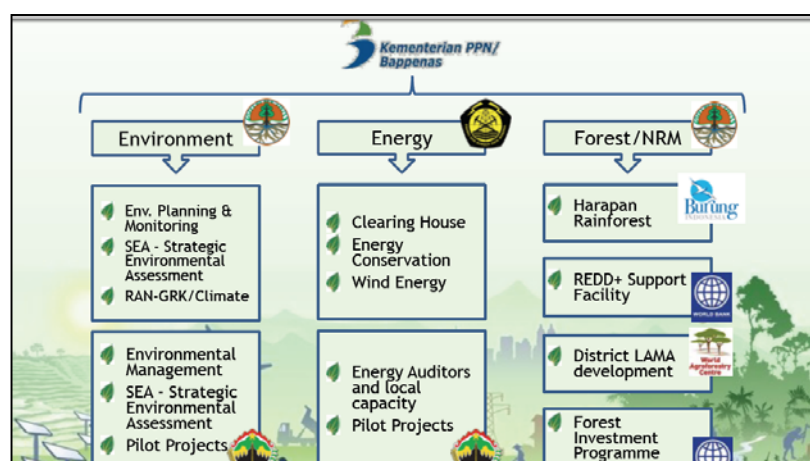 Kementerian PPN/
Bappenas
Environment
Energy
Forest/NRM
Env. Planning &
Monitoring
SEA - Strategic
Environmental
Assessment
RAN-GRK/Climate
Clearing House
Energy
Conservation
Wind Energy
Harapan
Rainforest
Burung
INDONESIA
REDD+ Support
Facility
WORLD BANK
Environmental
Management
SEA - Strategic
Environmental
Assessment
Pilot Projects
Energy Auditors
and local
capacity
Pilot Projects
District LAMA
development
World
Agroforestry
Centre
Forest
Investment
Programme